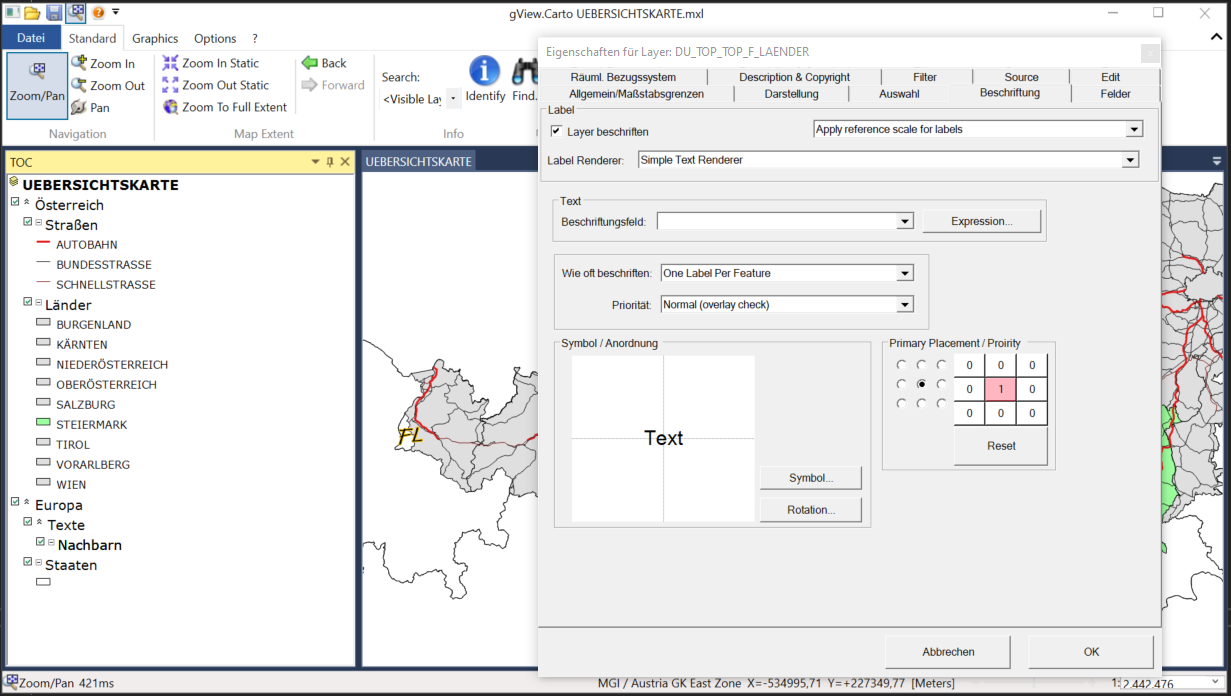 gView.Carto UEBERSICHTSKARTE.mxl
Datei Standard Graphics Options ?
Zoom/Pan
Zoom In
Zoom Out
Pan
Navigation
Zoom In Static
Zoom Out Static
Zoom To Full Extent
Map Extent
Back
Forward
Search:
<Visible Lay
Identify
Find.
Info
TOC
UEBERSICHTSKARTE
Österreich
Straßen
AUTOBAHN
BUNDESSTRASSE
SCHNELLSTRASSE
Länder
BURGENLAND
KÄRNTEN
NIEDERÖSTERREICH
OBERÖSTERREICH
SALZBURG
STEIERMARK
TIROL
VORARLBERG
WIEN
Europa
Texte
Nachbarn
Staaten
UEBERSICHTSKARTE
FL
Eigenschaften für Layer: DU_TOP_TOP_F_LAENDER
Räuml. Bezugssystem Description & Copyright Filter Source Edit
Allgemein/Maßstabsgrenzen Darstellung Auswahl Beschriftung Felder
Label
Layer beschriften Apply reference scale for labels
Label Renderer: Simple Text Renderer
Text
Beschriftungsfeld: Expression...
Wie oft beschriften: One Label Per Feature
Priorität: Normal (overlay check)
Symbol / Anordnung
Text
Symbol...
Rotation...
Primary Placement / Proirity
0 0 0
0 1 0
0 0 0
Reset
Abbrechen OK
Zoom/Pan 421ms MGI / Austria GK East Zone X=-534995,71 Y=+227349,77 [Meters] 1: 2.442.476